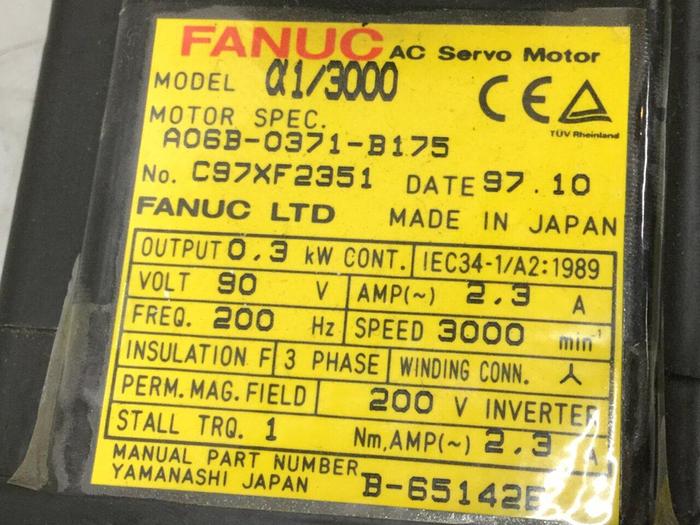 FANUC AC Servo Motor
MODEL α1/3000
CE TÜV Rheinland
MOTOR SPEC.
A06B-0371-B175
No. C97XF2351 DATE 97.10
FANUC LTD MADE IN JAPAN
OUTPUT 0.3 kW CONT. IEC34-1/A2:1989
VOLT 90 V AMP(~) 2.3 A
FREQ. 200 Hz SPEED 3000 min⁻¹
INSULATION F 3 PHASE WINDING CONN. ⅄
PERM. MAG. FIELD 200 V INVERTER
STALL TRQ. 1 Nm, AMP(~) 2.3 A
MANUAL PART NUMBER
YAMANASHI JAPAN B-65142E